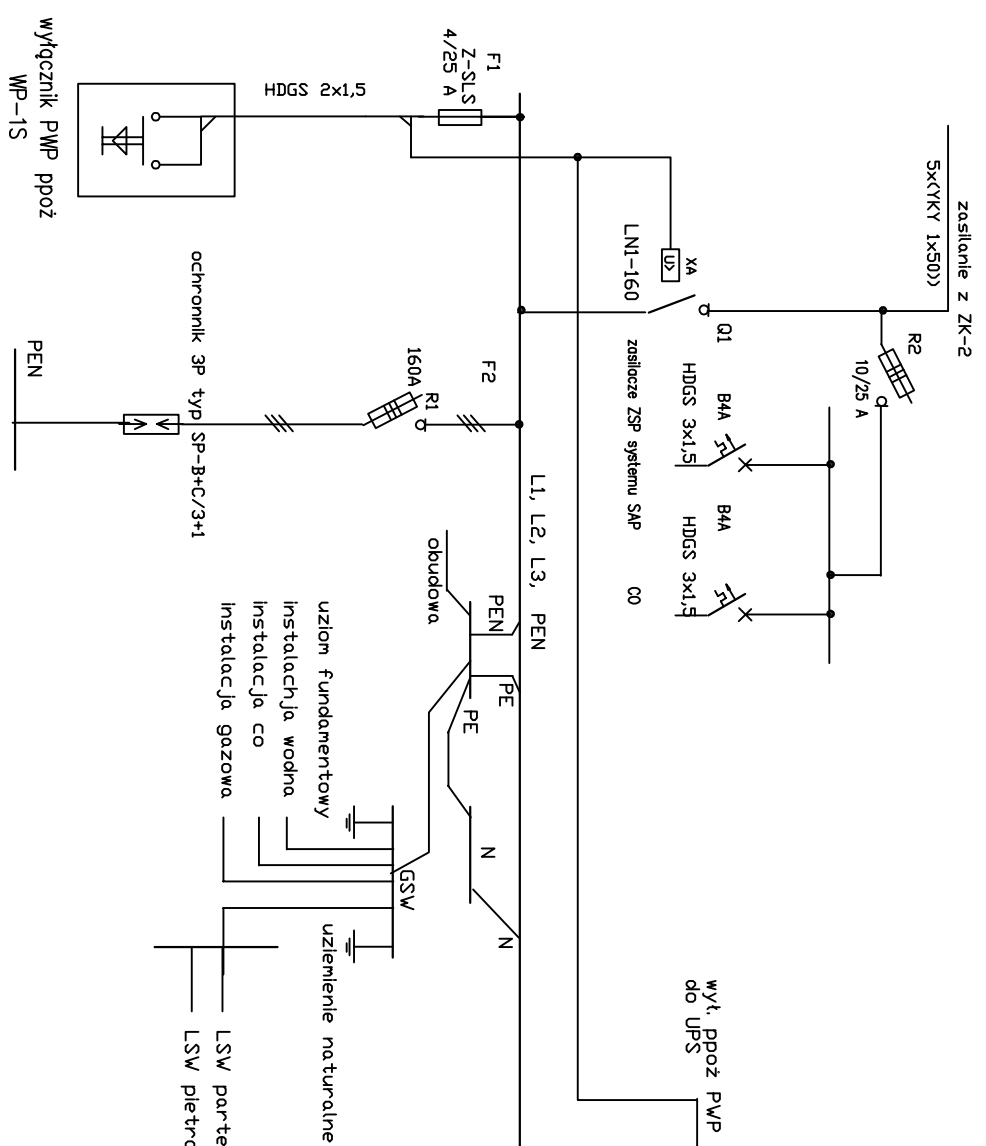 zasilanie z ZK-2
5x(YKY 1x50))
R2
10/25 A
Q1
XA
U>
LN1-160
B4A
HDGS 3x1,5
B4A
HDGS 3x1,5
zasilacze ZSP systemu SAP
CO
wył. ppoż PWP
do UPS
F1
Z-SLS
4/25 A
HDGS 2x1,5
wyłącznik PWP ppoż
WP-1S
F2
R1
160A
ochronnik 3P typ SP-B+C/3+1
PEN
L1, L2, L3, PEN
PEN
PE
PE
obudowa
N
N
GSW
uziom fundamentowy
instalachja wodna
instalacja co
instalacja gazowa
uziemienie naturalne
LSW parte
LSW pietro